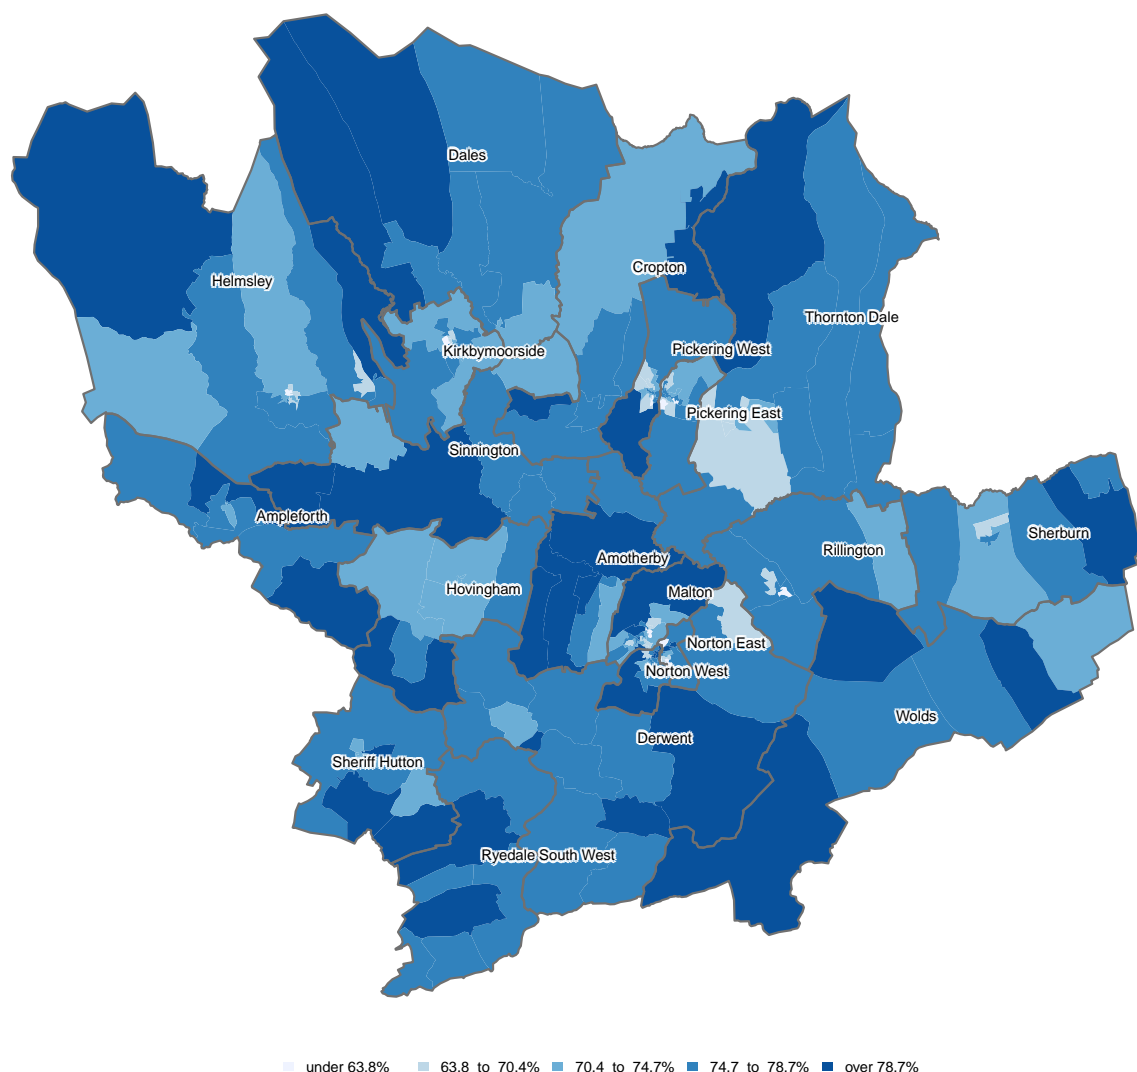 Dales
Cropton
Helmsley
Thornton Dale
Kirkbymoorside
Pickering West
Pickering East
Sinnington
Ampleforth
Sherburn
Rillington
Amotherby
Hovingham
Malton
Norton East
Norton West
Wolds
Derwent
Sheriff Hutton
Ryedale South West
under 63.8% 63.8 to 70.4% 70.4 to 74.7% 74.7 to 78.7% over 78.7%